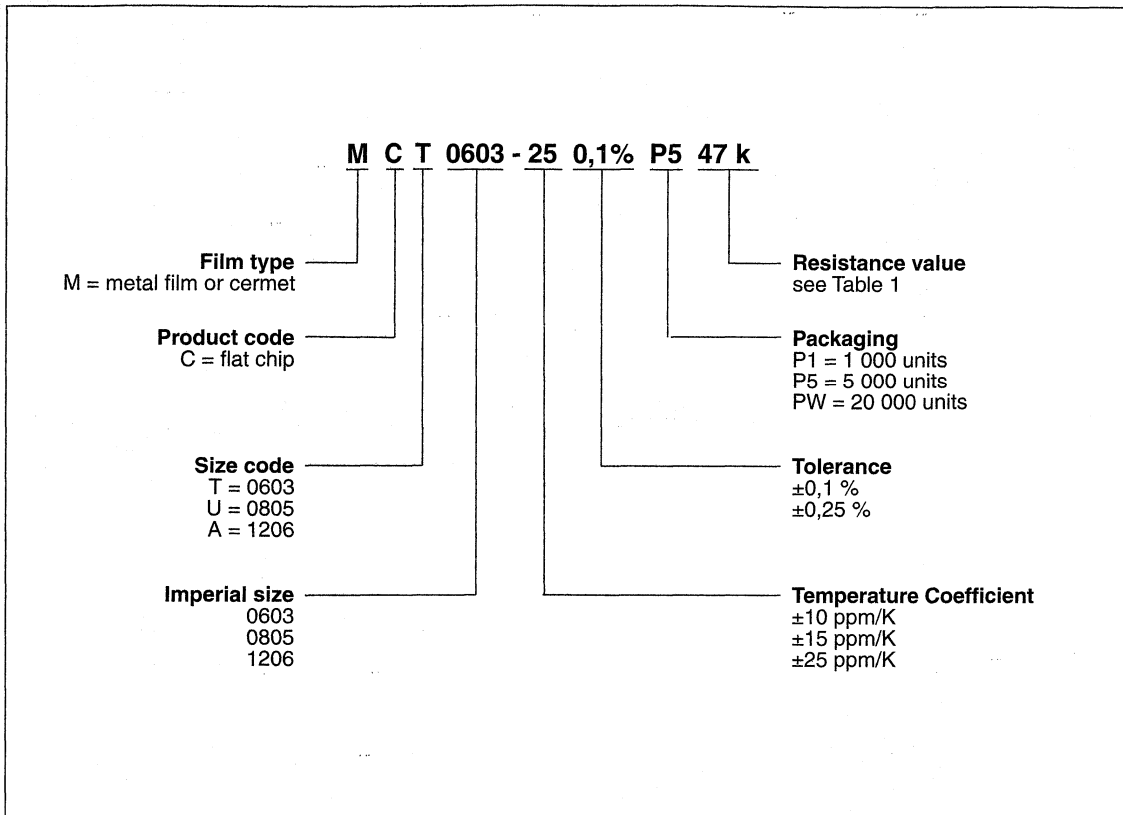 M C T 0603 - 25 0,1% P5 47 k
Film type
M = metal film or cermet
Product code
C = flat chip
Size code
T = 0603
U = 0805
A = 1206
Imperial size
0603
0805
1206
Resistance value
see Table 1
Packaging
P1 = 1 000 units
P5 = 5 000 units
PW = 20 000 units
Tolerance
±0,1 %
±0,25 %
Temperature Coefficient
±10 ppm/K
±15 ppm/K
±25 ppm/K